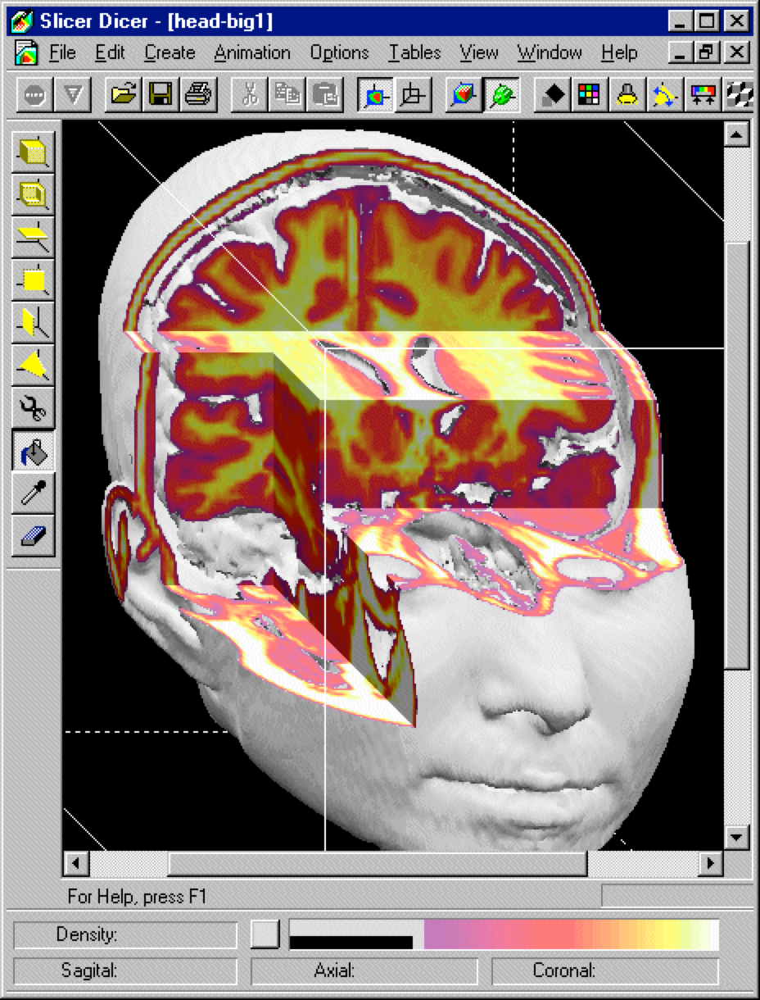 Slicer Dicer - [head-big1]
File Edit Create Animation Options Tables View Window Help
For Help, press F1
Density:
Sagital: Axial: Coronal: